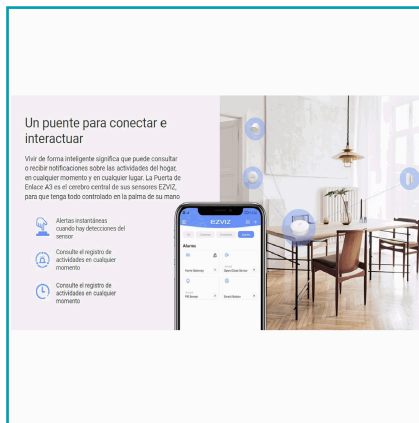 Un puente para conectar e
interactuar
Vivir de forma inteligente significa que puede consultar
o recibir notificaciones sobre las actividades del hogar,
en cualquier momento y en cualquier lugar. La Puerta de
Enlace A3 es el cerebro central de sus sensores EZVIZ,
para que tenga todo controlado en la palma de su mano
Alertas instantáneas
cuando hay detecciones del
sensor
Consulte el registro de
actividades en cualquier
momento
Consulte el registro de
actividades en cualquier
momento
EZVIZ
Alarms
Home Gateway
Open/Close Sensor
PIR Sensor
Smart Button